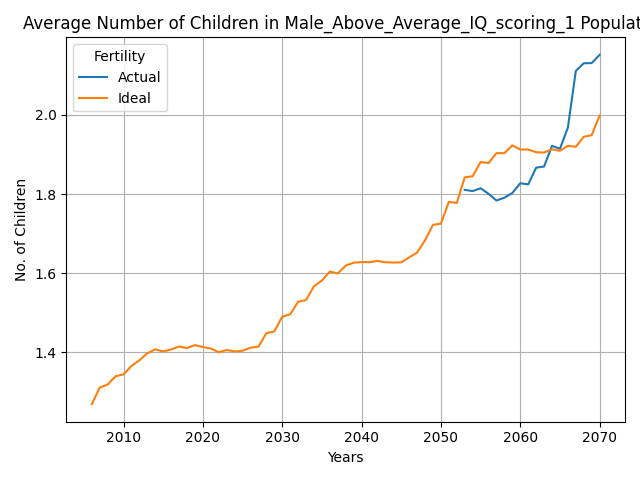 Average Number of Children in Male_Above_Average_IQ_scoring_1 Populat
Fertility
Actual
Ideal
No. of Children
2.0
1.8
1.6
1.4
2010 2020 2030 2040 2050 2060 2070
Years